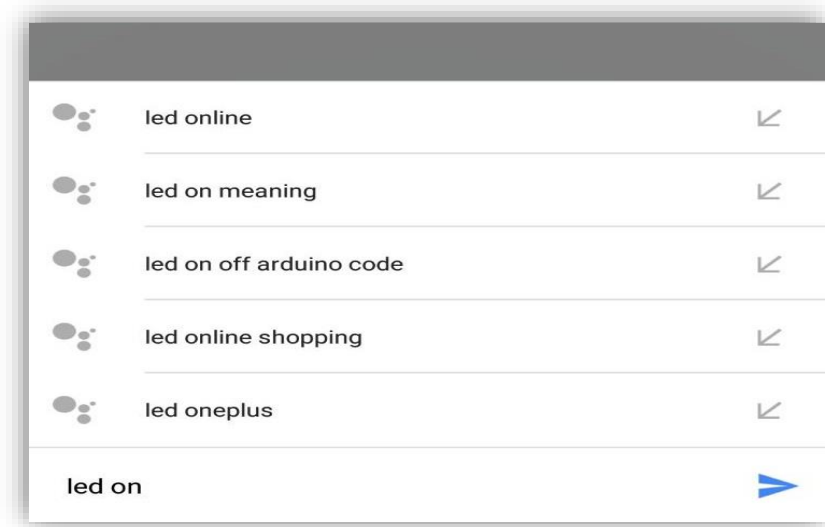 led online
led on meaning
led on off arduino code
led online shopping
led oneplus
led on